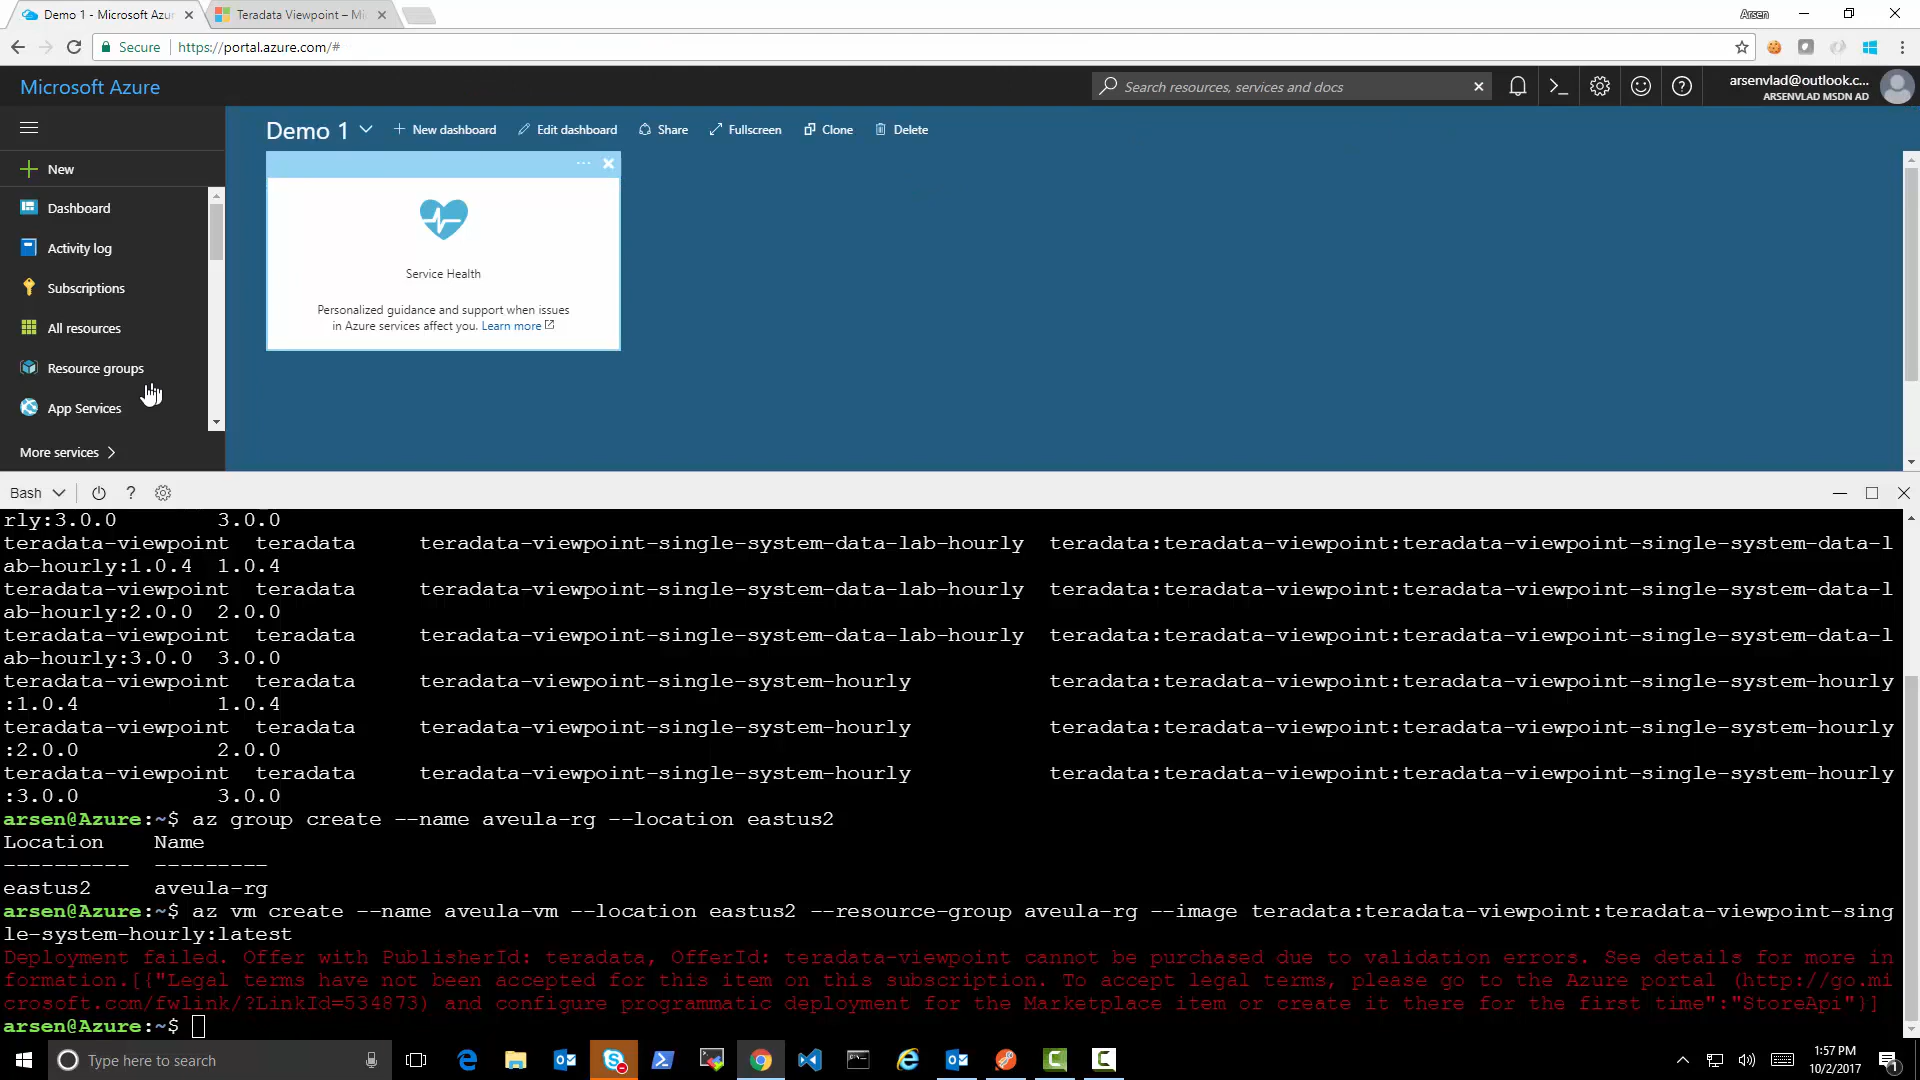 Demo 1 - Microsoft Azur
Teradata Viewpoint – Mi
Arsen
Secure
https://portal.azure.com/#
Microsoft Azure
Search resources, services and docs
arsenvlad@outlook.c...
ARSENVLAD MSDN AD
Demo 1
New dashboard
Edit dashboard
Share
Fullscreen
Clone
Delete
New
Dashboard
Activity log
Subscriptions
All resources
Resource groups
App Services
More services
Service Health
Personalized guidance and support when issues
in Azure services affect you. Learn more
Bash
?
rly:3.0.0 3.0.0
teradata-viewpoint teradata teradata-viewpoint-single-system-data-lab-hourly teradata:teradata-viewpoint:teradata-viewpoint-single-system-data-l
ab-hourly:1.0.4 1.0.4
teradata-viewpoint teradata teradata-viewpoint-single-system-data-lab-hourly teradata:teradata-viewpoint:teradata-viewpoint-single-system-data-l
ab-hourly:2.0.0 2.0.0
teradata-viewpoint teradata teradata-viewpoint-single-system-data-lab-hourly teradata:teradata-viewpoint:teradata-viewpoint-single-system-data-l
ab-hourly:3.0.0 3.0.0
teradata-viewpoint teradata teradata-viewpoint-single-system-hourly teradata:teradata-viewpoint:teradata-viewpoint-single-system-hourly
:1.0.4 1.0.4
teradata-viewpoint teradata teradata-viewpoint-single-system-hourly teradata:teradata-viewpoint:teradata-viewpoint-single-system-hourly
:2.0.0 2.0.0
teradata-viewpoint teradata teradata-viewpoint-single-system-hourly teradata:teradata-viewpoint:teradata-viewpoint-single-system-hourly
:3.0.0 3.0.0
arsen@Azure:~$ az group create --name aveula-rg --location eastus2
Location Name
---------- ---------
eastus2 aveula-rg
arsen@Azure:~$ az vm create --name aveula-vm --location eastus2 --resource-group aveula-rg --image teradata:teradata-viewpoint:teradata-viewpoint-sing
le-system-hourly:latest
Deployment failed. Offer with PublisherId: teradata, OfferId: teradata-viewpoint cannot be purchased due to validation errors. See details for more in
formation.[{"Legal terms have not been accepted for this item on this subscription. To accept legal terms, please go to the Azure portal (http://go.mi
crosoft.com/fwlink/?LinkId=534873) and configure programmatic deployment for the Marketplace item or create it there for the first time":"StoreApi"}]
arsen@Azure:~$
Type here to search
1:57 PM
10/2/2017
1